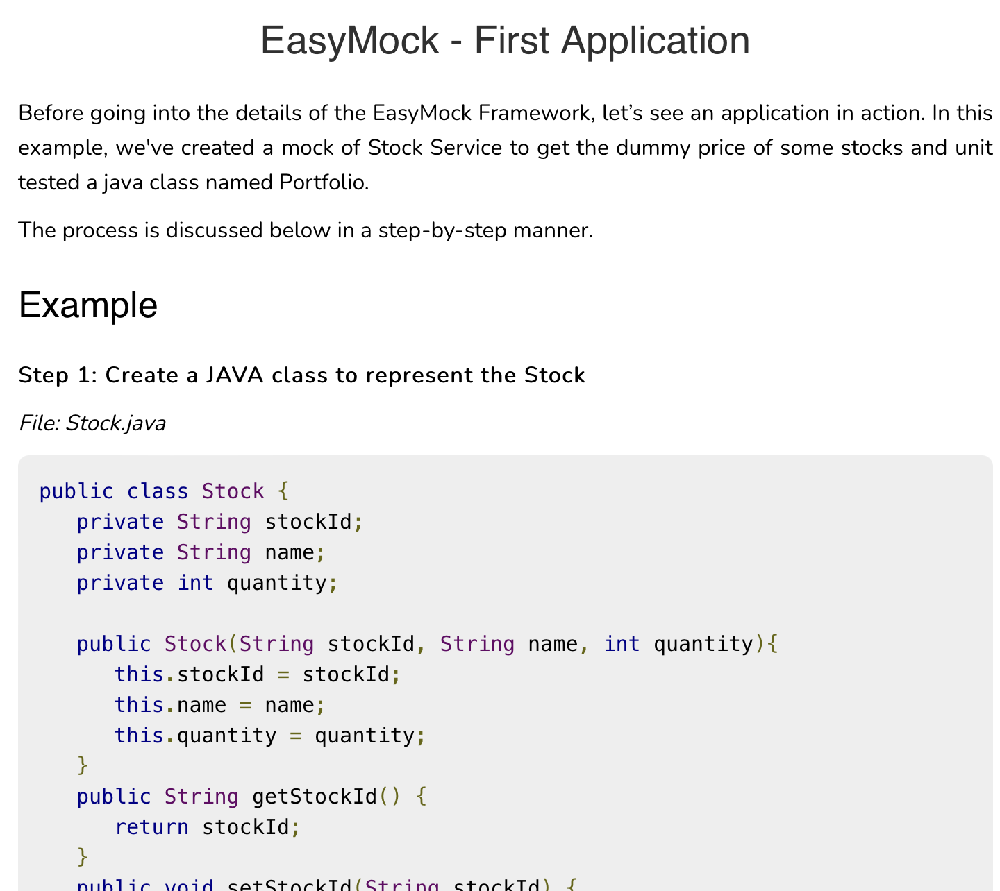 EasyMock - First Application
Before going into the details of the EasyMock Framework, let’s see an application in action. In this
example, we've created a mock of Stock Service to get the dummy price of some stocks and unit
tested a java class named Portfolio.
The process is discussed below in a step-by-step manner.
Example
Step 1: Create a JAVA class to represent the Stock
File: Stock.java
public class Stock {
   private String stockId;
   private String name;
   private int quantity;

   public Stock(String stockId, String name, int quantity){
      this.stockId = stockId;
      this.name = name;
      this.quantity = quantity;
   }
   public String getStockId() {
      return stockId;
   }
   public void setStockId(String stockId) {